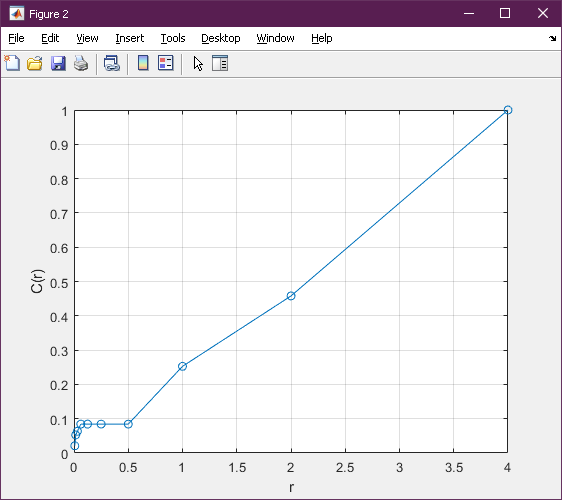 Figure 2
File Edit View Insert Tools Desktop Window Help
1
0.9
0.8
0.7
0.6
0.5
0.4
0.3
0.2
0.1
0
C(r)
0 0.5 1 1.5 2 2.5 3 3.5 4
r